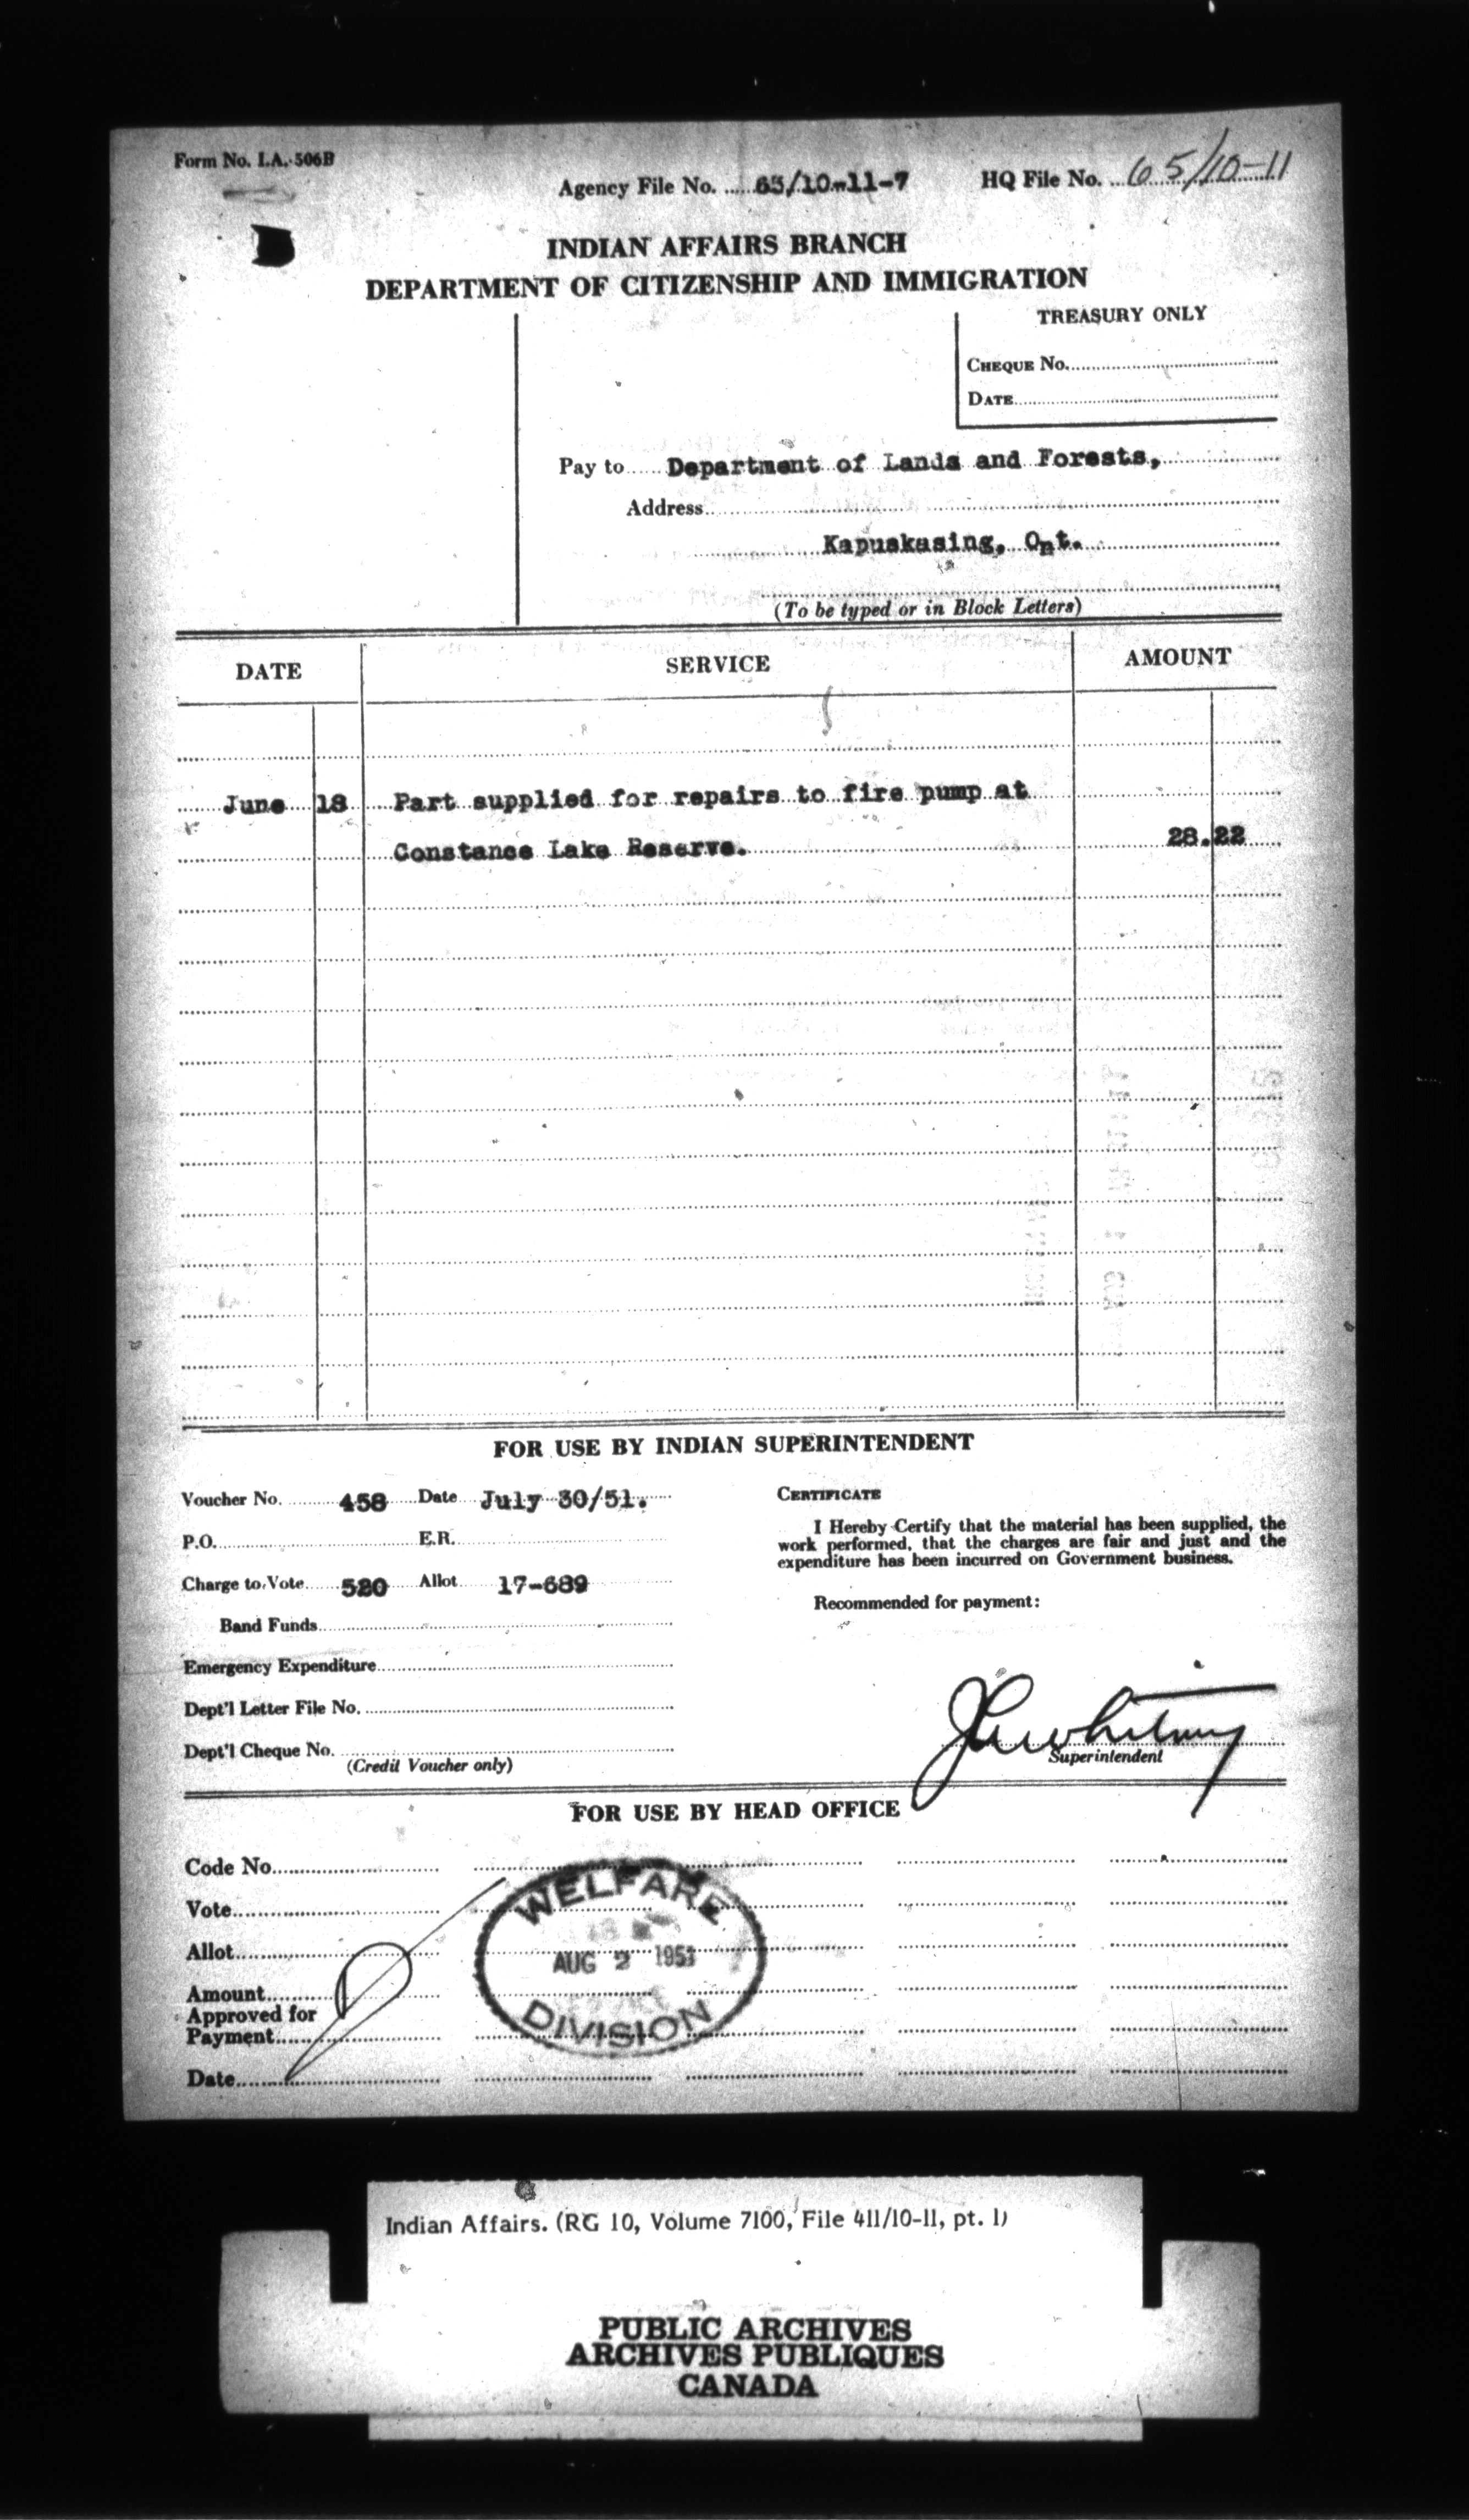 Form No. I.A. 506B
Agency File No. 65/10-11-7 HQ File No. 65/10-11
INDIAN AFFAIRS BRANCH
DEPARTMENT OF CITIZENSHIP AND IMMIGRATION
TREASURY ONLY
CHEQUE No.
DATE
Pay to Department of Lands and Forests,
Address
Kapuskasing, Ont.
(To be typed or in Block Letters)
DATE SERVICE AMOUNT
June 18 Part supplied for repairs to fire pump at
Constance Lake Reserve. 28.22
FOR USE BY INDIAN SUPERINTENDENT
Voucher No. 458 Date July 30/51.
P.O. E.R.
Charge to Vote 520 Allot 17-689
Band Funds
Emergency Expenditure
Dept'l Letter File No.
Dept'l Cheque No.
(Credit Voucher only)
CERTIFICATE
I Hereby Certify that the material has been supplied, the
work performed, that the charges are fair and just and the
expenditure has been incurred on Government business.
Recommended for payment:
Superintendent
FOR USE BY HEAD OFFICE
Code No.
Vote
Allot
Amount
Approved for
Payment
Date
WELFARE
AUG 2 1951
DIVISION
Indian Affairs. (RG 10, Volume 7100, File 411/10-11, pt. 1)
PUBLIC ARCHIVES
ARCHIVES PUBLIQUES
CANADA